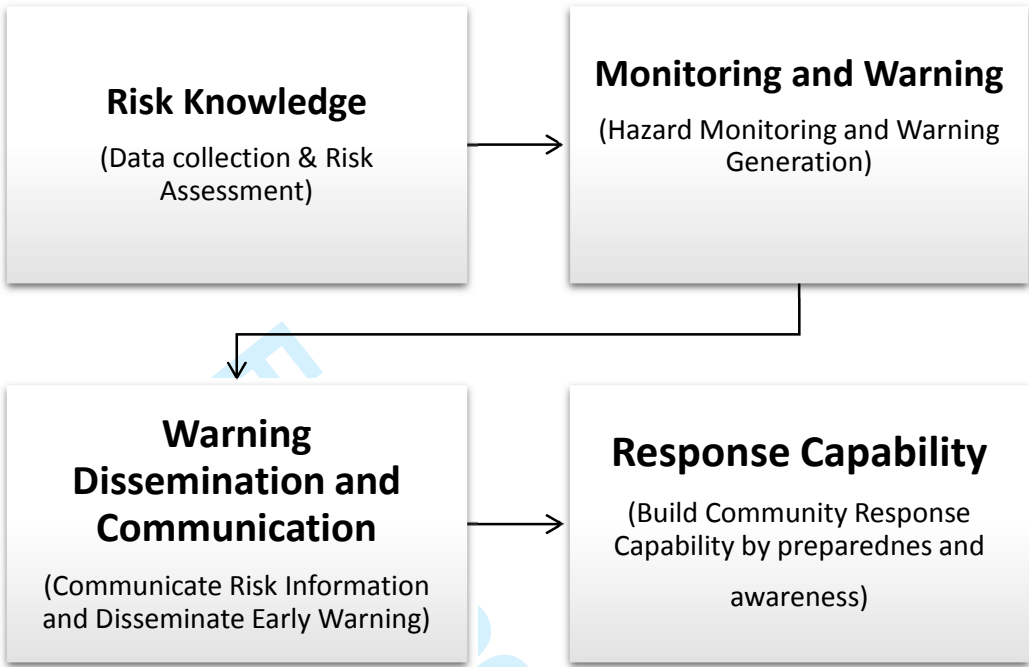 Risk Knowledge
(Data collection & Risk
Assessment)
Monitoring and Warning
(Hazard Monitoring and Warning
Generation)
Warning
Dissemination and
Communication
(Communicate Risk Information
and Disseminate Early Warning)
Response Capability
(Build Community Response
Capability by preparednes and
awareness)